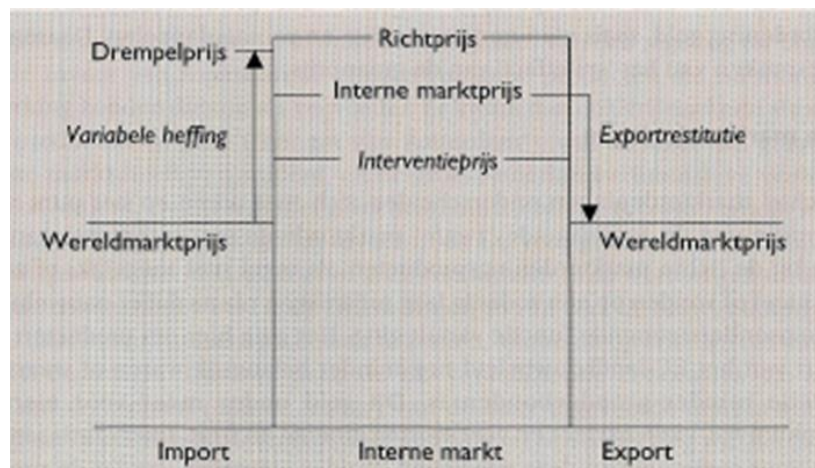 Richtprijs
Drempelprijs
Interne marktprijs
Variabele heffing
Exportrestitutie
Interventieprijs
Wereldmarktprijs
Wereldmarktprijs
Import
Interne markt
Export